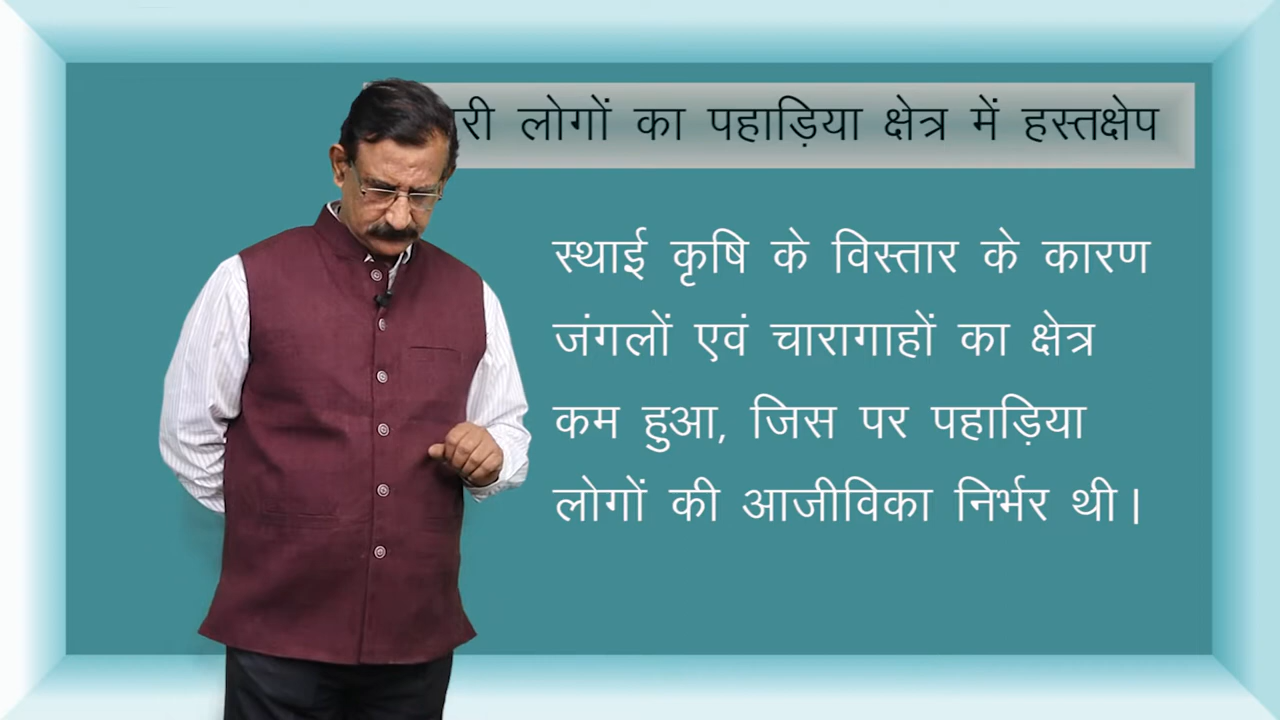 लोगों का पहाड़िया क्षेत्र में हस्तक्षेप
स्थाई कृषि के विस्तार के कारण
जंगलों एवं चारागाहों का क्षेत्र
कम हुआ, जिस पर पहाड़िया
लोगों की आजीविका निर्भर थी।